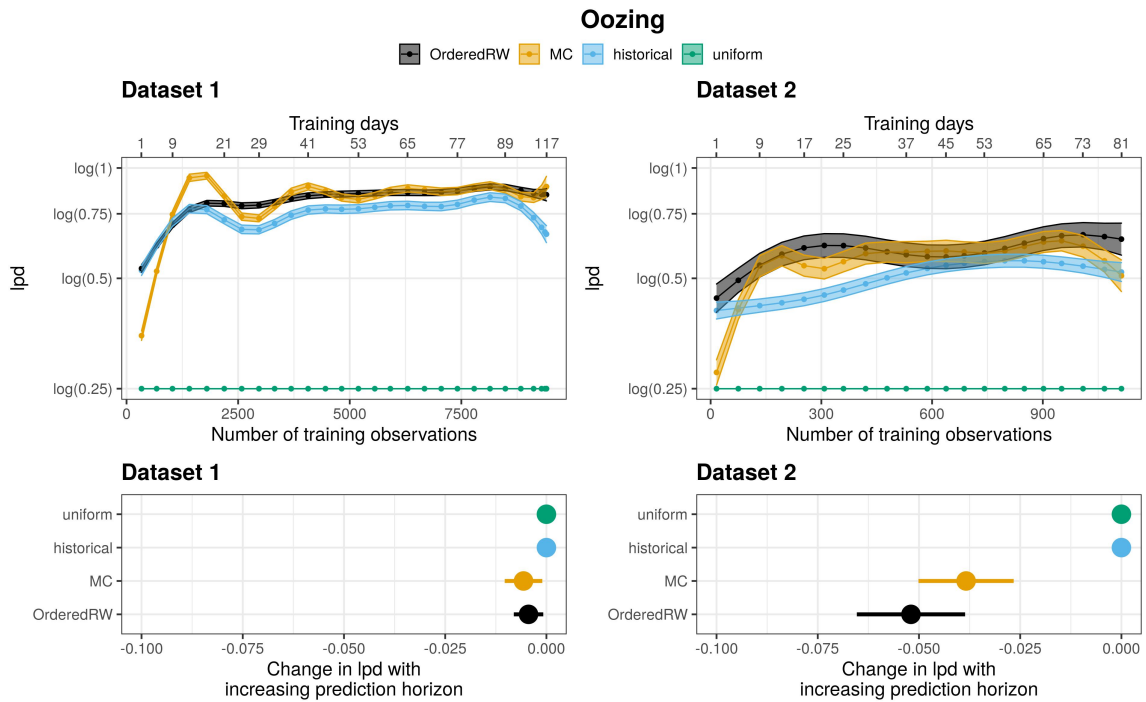 Oozing
OrderedRW MC historical uniform
Dataset 1
Training days
1 9 21 29 41 53 65 77 89 117
log(1)
log(0.75)
log(0.5)
log(0.25)
lpd
0 2500 5000 7500
Number of training observations
Dataset 2
Training days
1 9 17 25 37 45 53 65 73 81
log(1)
log(0.75)
log(0.5)
log(0.25)
lpd
0 300 600 900
Number of training observations
Dataset 1
uniform
historical
MC
OrderedRW
-0.100 -0.075 -0.050 -0.025 0.000
Change in lpd with
increasing prediction horizon
Dataset 2
uniform
historical
MC
OrderedRW
-0.100 -0.075 -0.050 -0.025 0.000
Change in lpd with
increasing prediction horizon